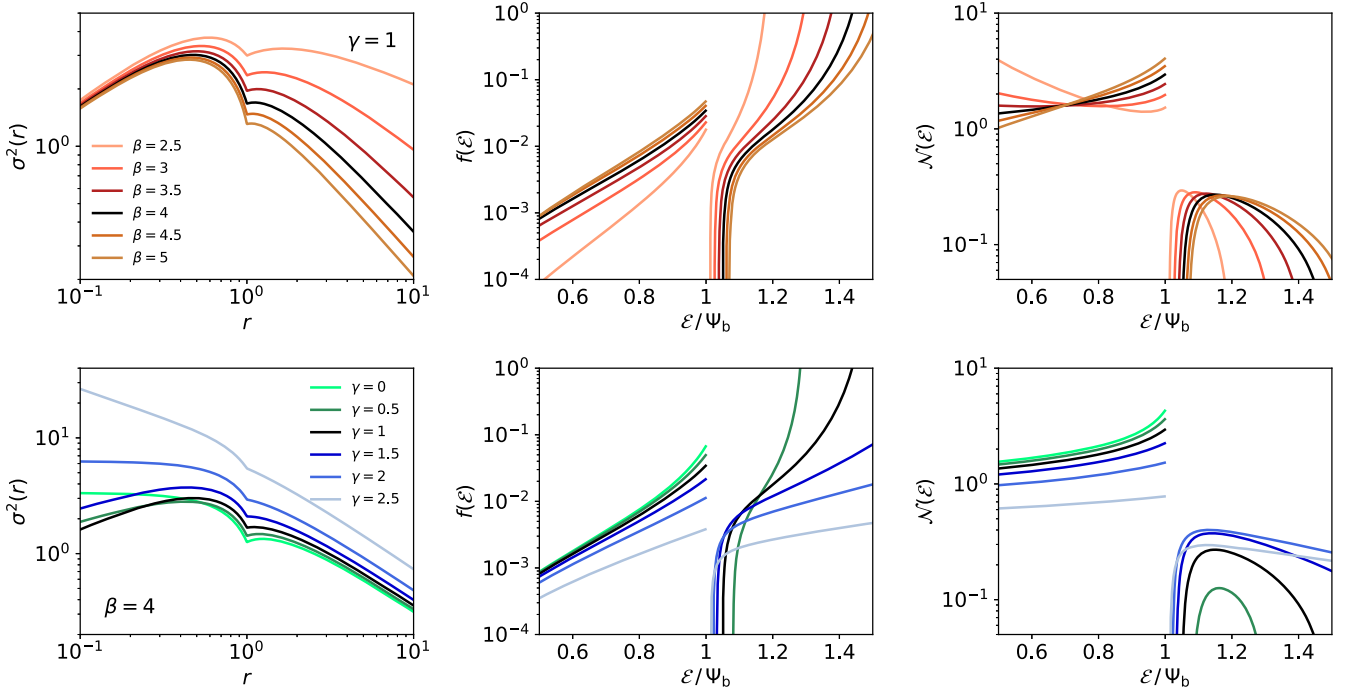 γ = 1
σ²(r)
10⁰
β = 2.5
β = 3
β = 3.5
β = 4
β = 4.5
β = 5
10⁻¹ 10⁰ 10¹
r
f(ℰ)
10⁰
10⁻¹
10⁻²
10⁻³
10⁻⁴
0.6 0.8 1 1.2 1.4
ℰ/Ψb
𝒩(ℰ)
10¹
10⁰
10⁻¹
0.6 0.8 1 1.2 1.4
ℰ/Ψb
σ²(r)
10¹
10⁰
γ = 0
γ = 0.5
γ = 1
γ = 1.5
γ = 2
γ = 2.5
β = 4
10⁻¹ 10⁰ 10¹
r
f(ℰ)
10⁰
10⁻¹
10⁻²
10⁻³
10⁻⁴
0.6 0.8 1 1.2 1.4
ℰ/Ψb
𝒩(ℰ)
10¹
10⁰
10⁻¹
0.6 0.8 1 1.2 1.4
ℰ/Ψb